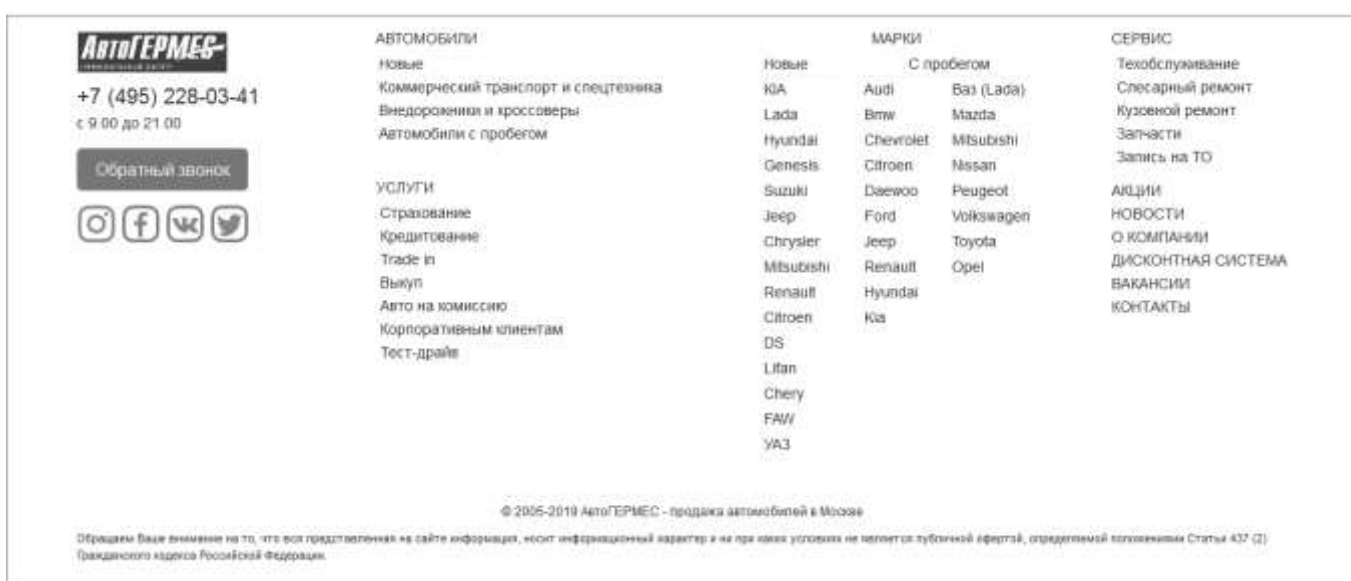 АвтоГЕРМЕС
+7 (495) 228-03-41
с 9.00 до 21.00
Обратный звонок
АВТОМОБИЛИ
Новые
Коммерческий транспорт и спецтехника
Внедорожники и кроссоверы
Автомобили с пробегом
УСЛУГИ
Страхование
Кредитование
Trade in
Выкуп
Авто на комиссию
Корпоративным клиентам
Тест-драйв
МАРКИ
Новые
KIA
Lada
Hyundai
Genesis
Suzuki
Jeep
Chrysler
Mitsubishi
Renault
Citroen
DS
Lifan
Chery
FAW
УАЗ
С пробегом
Audi
Bmw
Chevrolet
Citroen
Daewoo
Ford
Jeep
Renault
Hyundai
Kia
Ваз (Lada)
Mazda
Mitsubishi
Nissan
Peugeot
Volkswagen
Toyota
Opel
СЕРВИС
Техобслуживание
Слесарный ремонт
Кузовной ремонт
Запчасти
Запись на ТО
АКЦИИ
НОВОСТИ
О КОМПАНИИ
ДИСКОНТНАЯ СИСТЕМА
ВАКАНСИИ
КОНТАКТЫ
© 2005-2019 АвтоГЕРМЕС - продажа автомобилей в Москве
Обращаем Ваше внимание на то, что вся представленная на сайте информация, носит информационный характер и ни при каких условиях не является публичной офертой, определяемой положениями Статьи 437 (2)
Гражданского кодекса Российской Федерации.